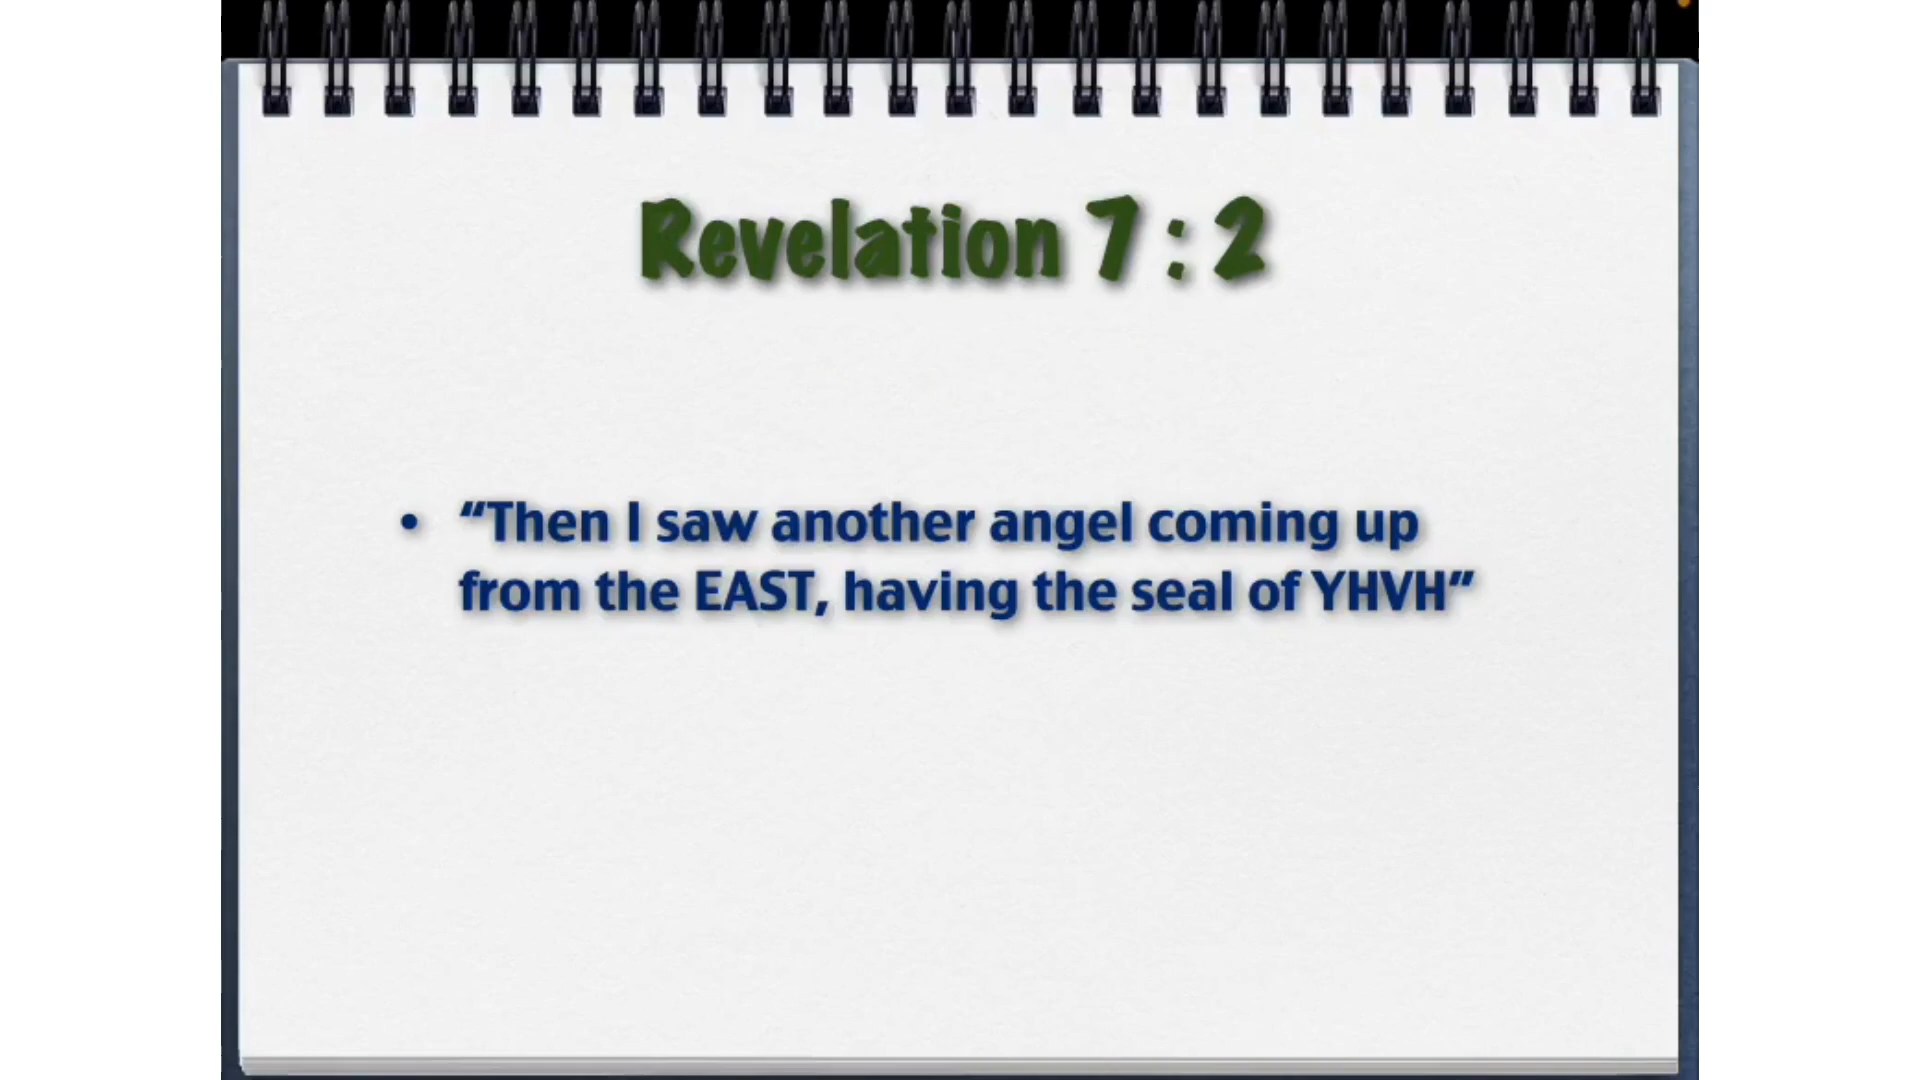 Revelation 7 : 2
• “Then I saw another angel coming up
from the EAST, having the seal of YHVH”